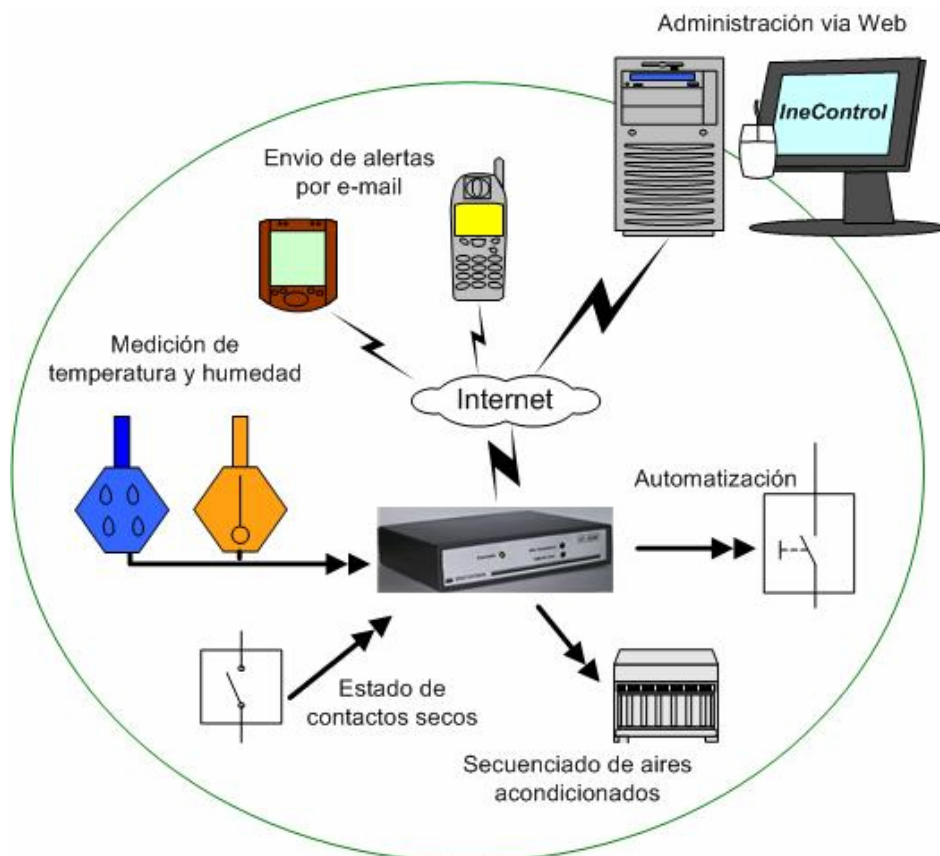 Administración via Web
IneControl
Envio de alertas
por e-mail
Medición de
temperatura y humedad
Internet
Automatización
Estado de
contactos secos
Secuenciado de aires
acondicionados